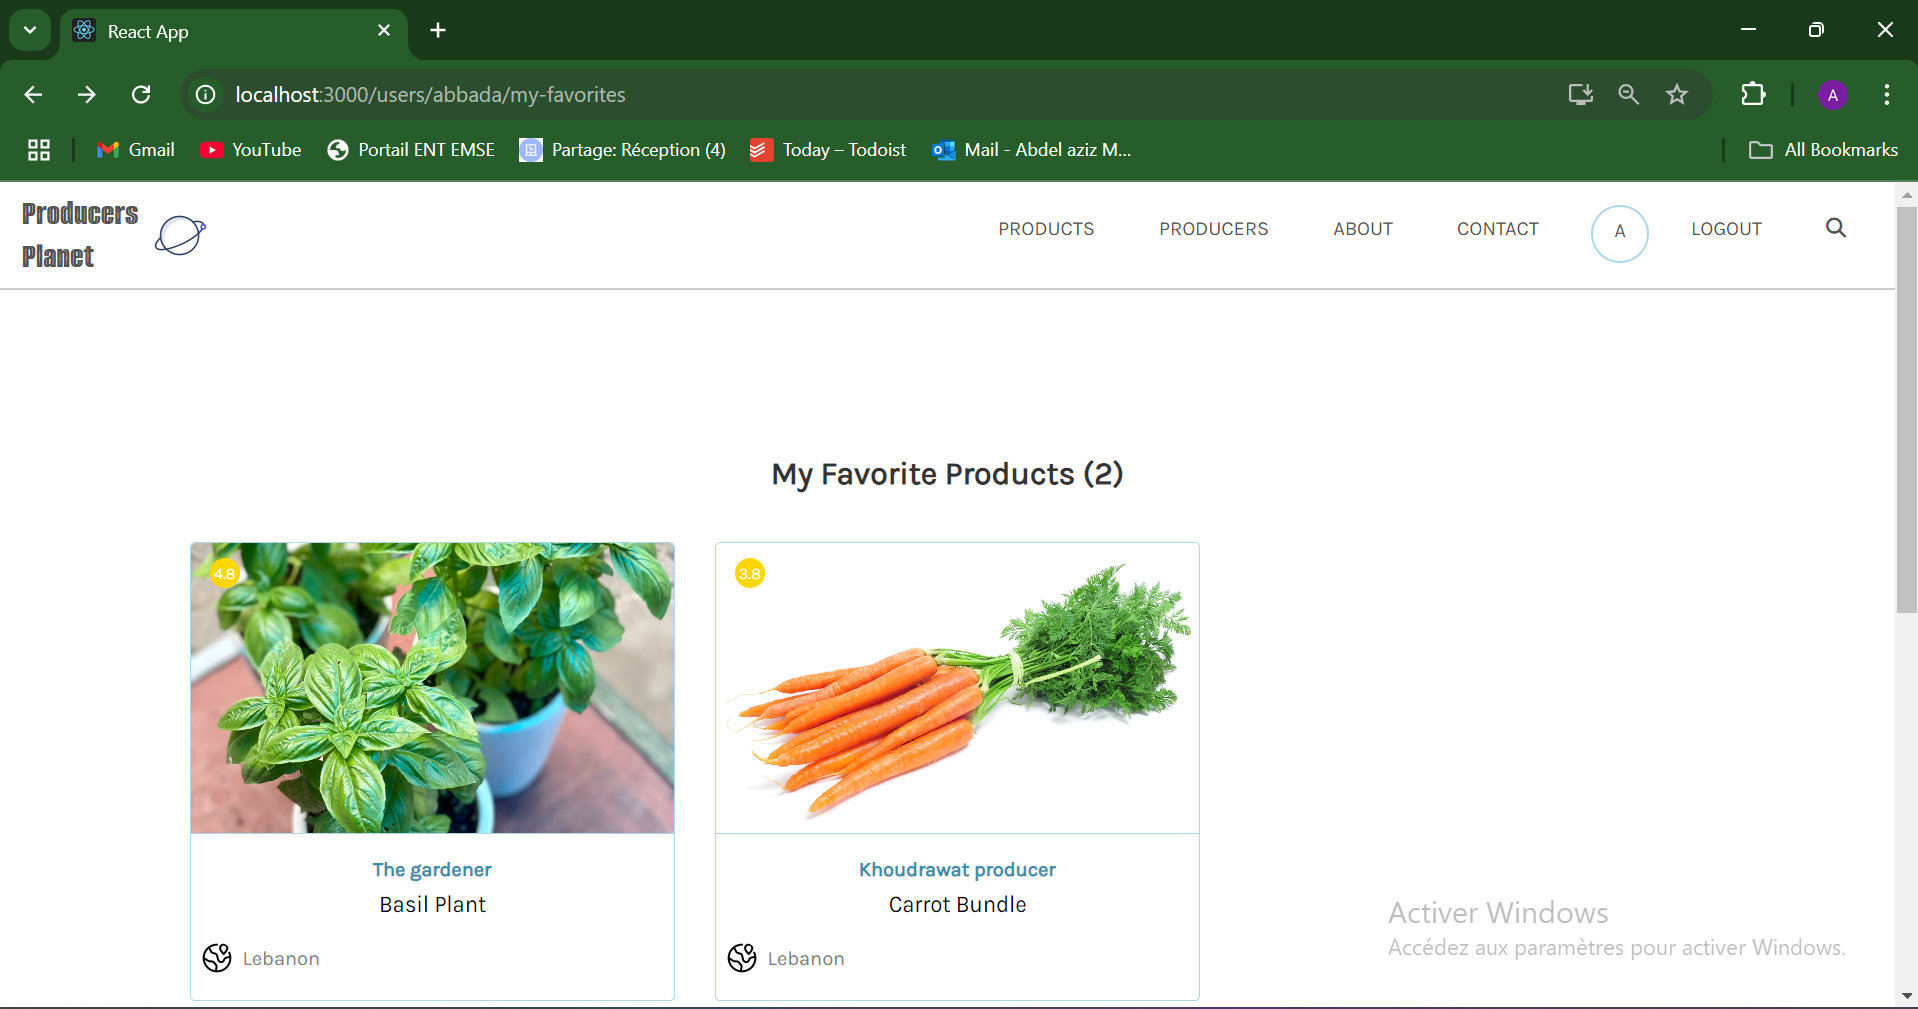 React App
localhost:3000/users/abbada/my-favorites
A
Gmail
YouTube
Portail ENT EMSE
Partage: Réception (4)
Today – Todoist
Mail - Abdel aziz M...
All Bookmarks
Producers
Planet
PRODUCTS
PRODUCERS
ABOUT
CONTACT
A
LOGOUT
My Favorite Products (2)
4.8
The gardener
Basil Plant
Lebanon
3.8
Khoudrawat producer
Carrot Bundle
Lebanon
Activer Windows
Accédez aux paramètres pour activer Windows.